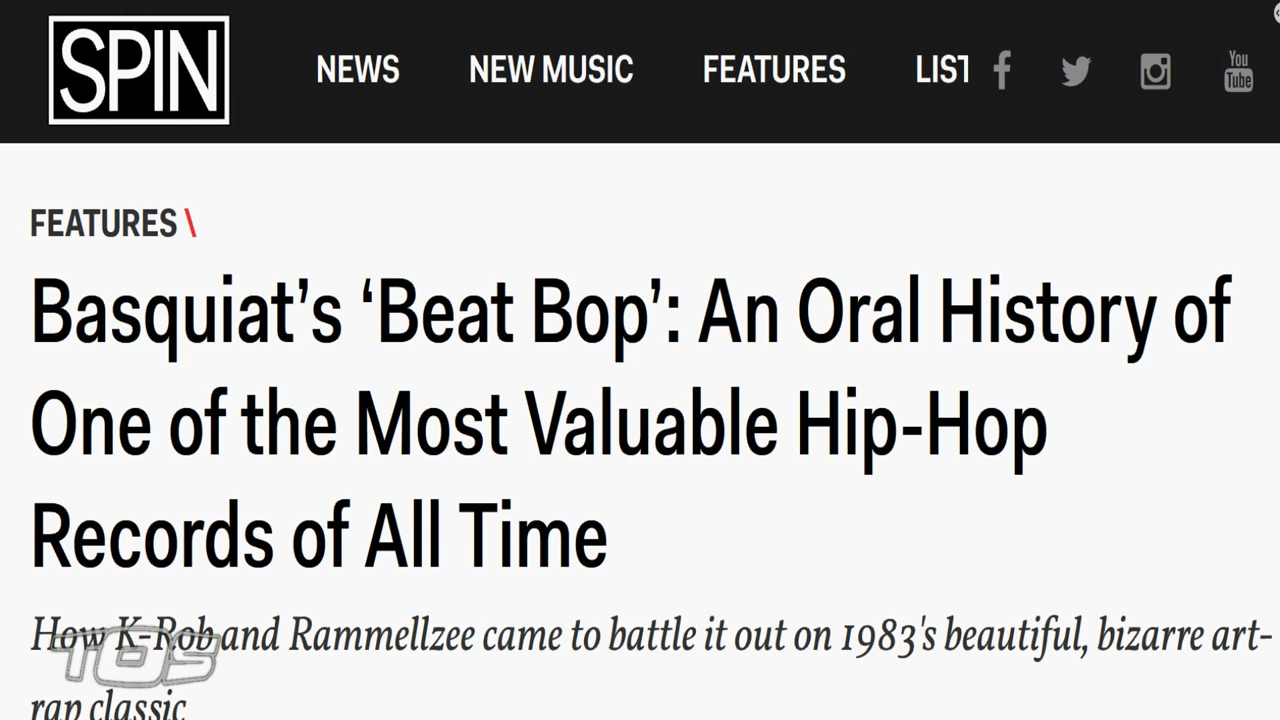 SPIN NEWS NEW MUSIC FEATURES LIST You Tube
FEATURES \
Basquiat’s ‘Beat Bop’: An Oral History of
One of the Most Valuable Hip-Hop
Records of All Time
How K-Rob and Rammellzee came to battle it out on 1983's beautiful, bizarre art-
rap classic
TOs